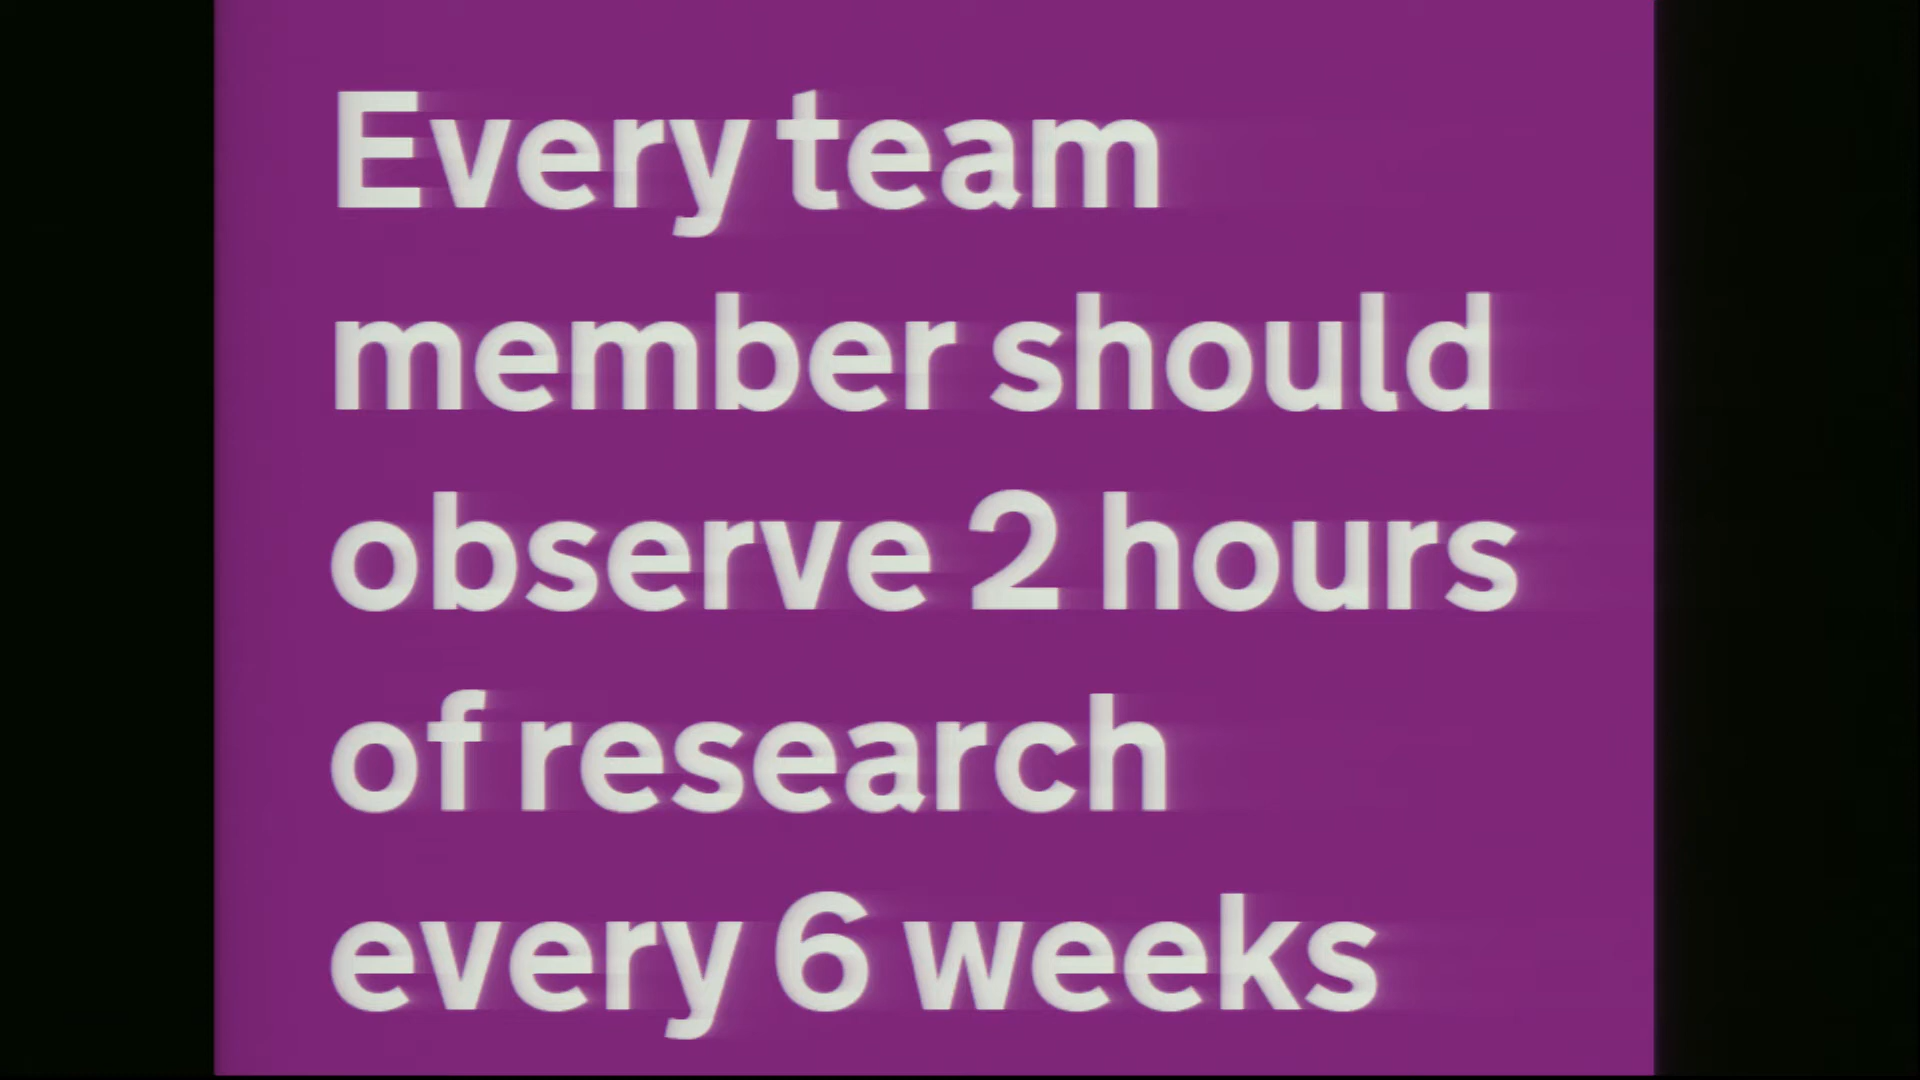 Every team
member should
observe 2 hours
of research
every 6 weeks